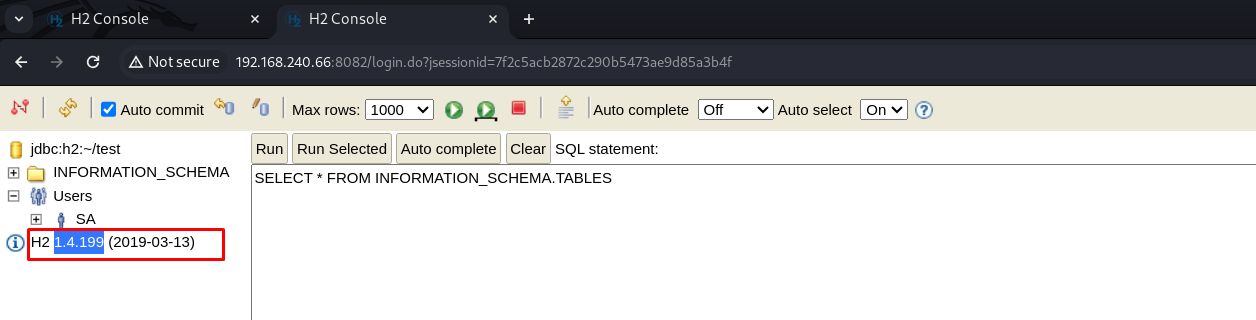 H2 Console
H2 Console
Not secure 192.168.240.66:8082/login.do?jsessionid=7f2c5acb2872c290b5473ae9d85a3b4f
Auto commit Max rows: 1000 Auto complete Off Auto select On ?
jdbc:h2:~/test
Run Run Selected Auto complete Clear SQL statement:
INFORMATION_SCHEMA
SELECT * FROM INFORMATION_SCHEMA.TABLES
Users
SA
H2 1.4.199 (2019-03-13)